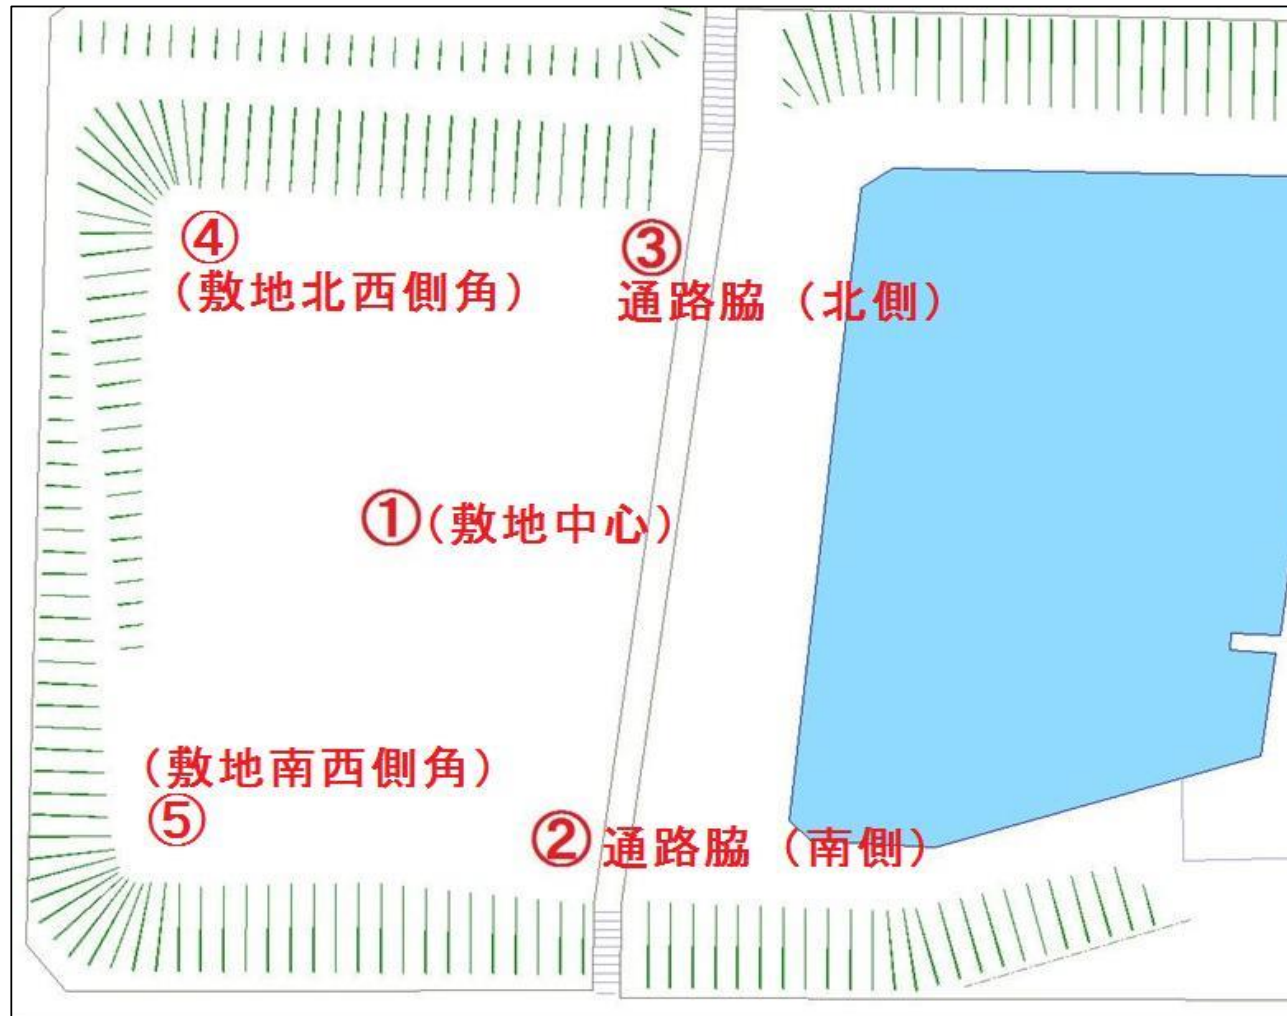 ④
(敷地北西側角)
③
通路脇(北側)
①(敷地中心)
(敷地南西側角)
⑤
②通路脇(南側)